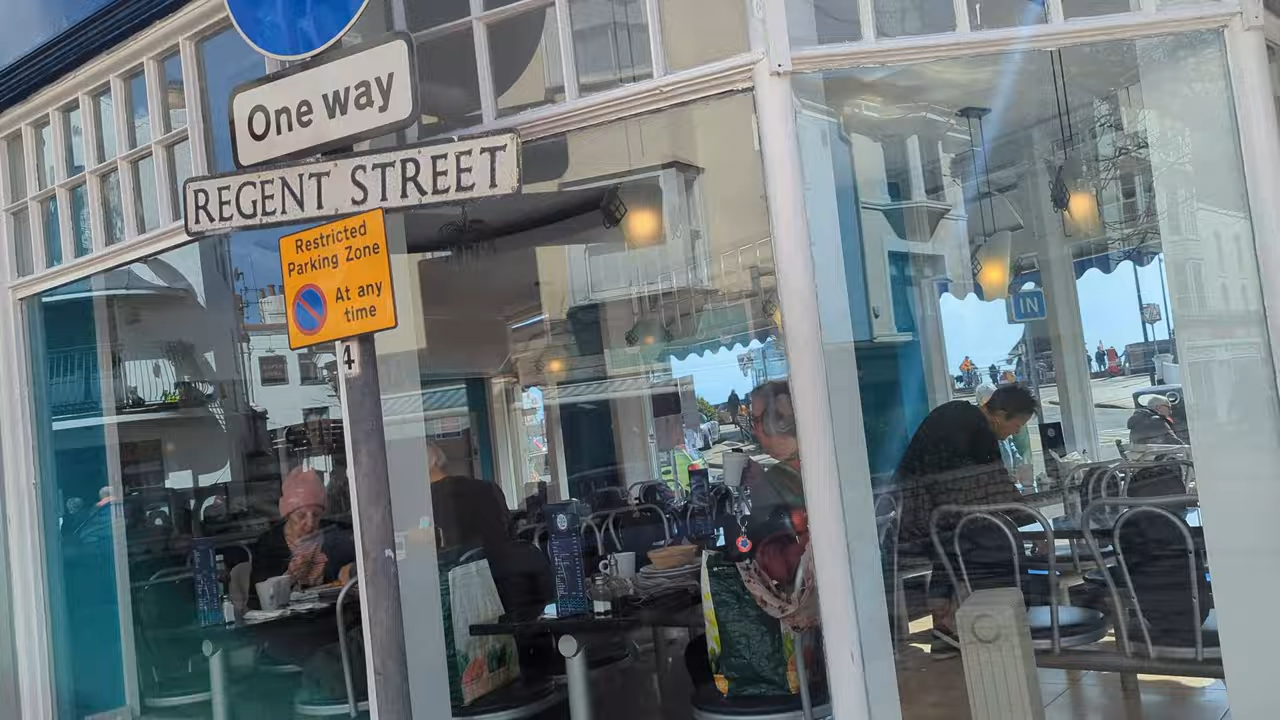 One way
REGENT STREET
Restricted
Parking Zone
At any
time
4
IN